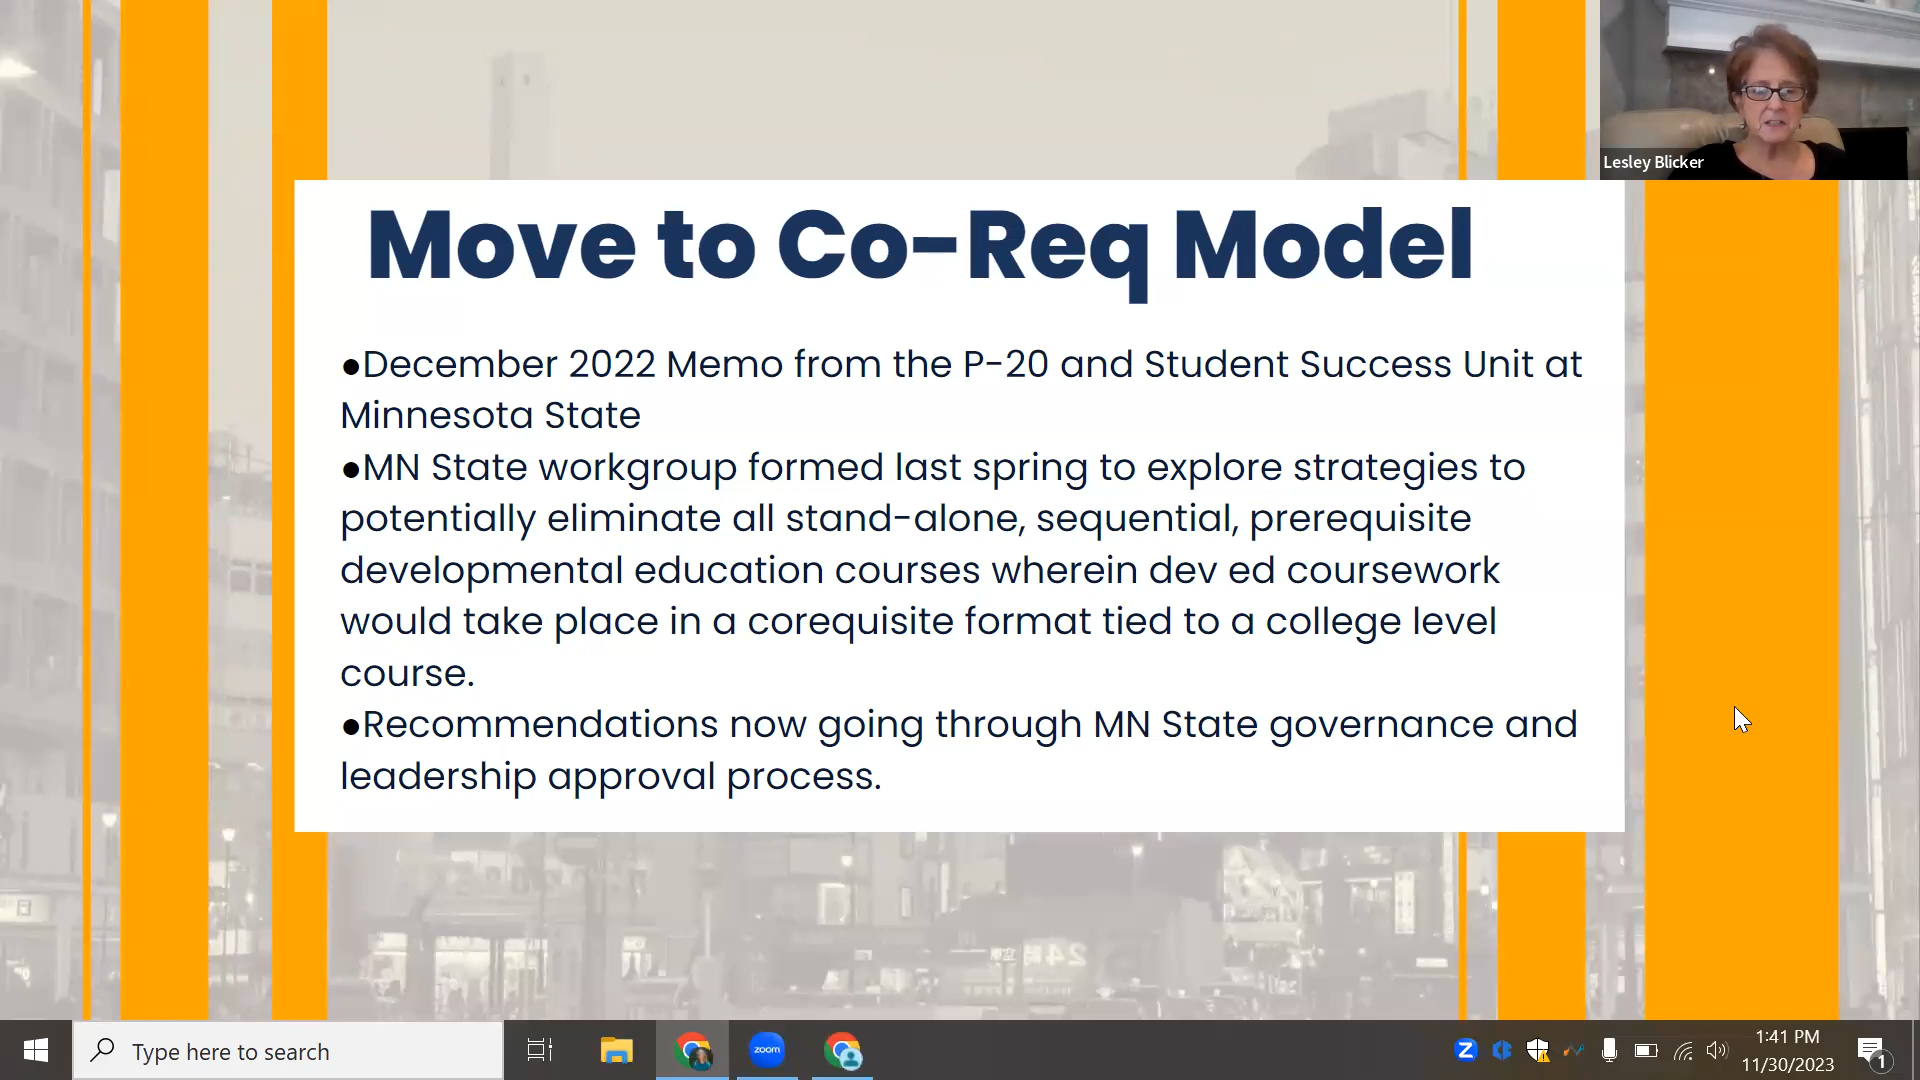 Lesley Blicker
Move to Co-Req Model
●December 2022 Memo from the P-20 and Student Success Unit at
Minnesota State
●MN State workgroup formed last spring to explore strategies to
potentially eliminate all stand-alone, sequential, prerequisite
developmental education courses wherein dev ed coursework
would take place in a corequisite format tied to a college level
course.
●Recommendations now going through MN State governance and
leadership approval process.
Type here to search
zoom
Z
1:41 PM
11/30/2023
1